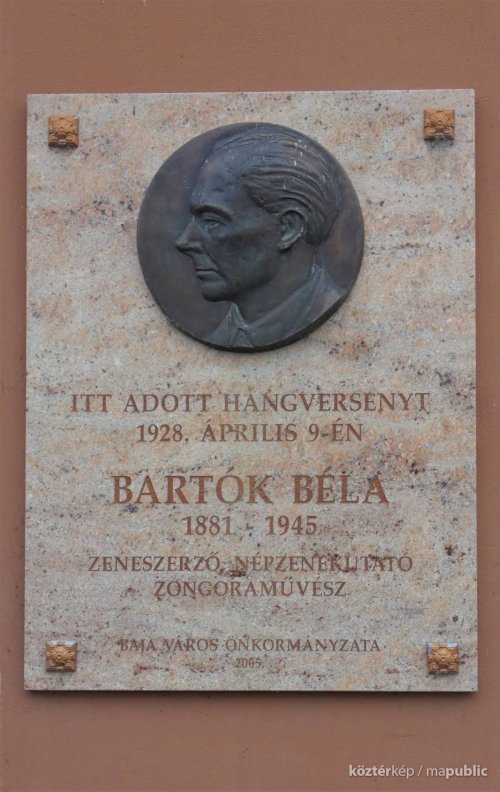 ITT ADOTT HANGVERSENYT
1928. ÁPRILIS 9-ÉN
BARTÓK BÉLA
1881 - 1945
ZENESZERZŐ, NÉPZENEKUTATÓ
ZONGORAMŰVÉSZ
BAJA VÁROS ÖNKORMÁNYZATA
2005.
köztérkép / mapublic